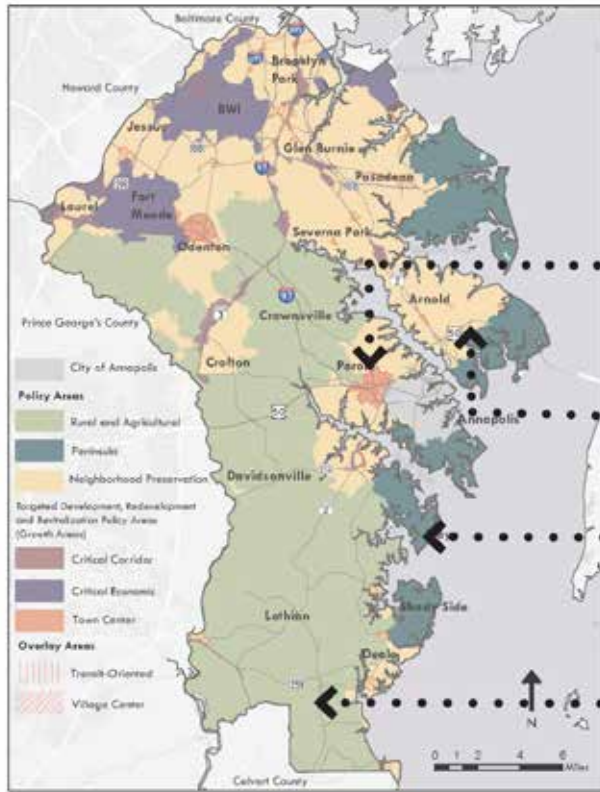 Baltimore County
Brooklyn
Park
Howard County
BWI
Jessup
Glen Burnie
Pasadena
Laurel
Fort
Meade
Odenton
Severna Park
Arnold
Crownsville
Prince George's County
Crofton
Parole
Annapolis
Davidsonville
Shady Side
Lothian
Deale
Calvert County
City of Annapolis
Policy Areas
Rural and Agricultural
Peninsula
Neighborhood Preservation
Targeted Development, Redevelopment
and Revitalization Policy Areas
(Growth Areas)
Critical Corridor
Critical Economic
Town Center
Overlay Areas
Transit-Oriented
Village Center
N
0 1 2 4 6
Miles